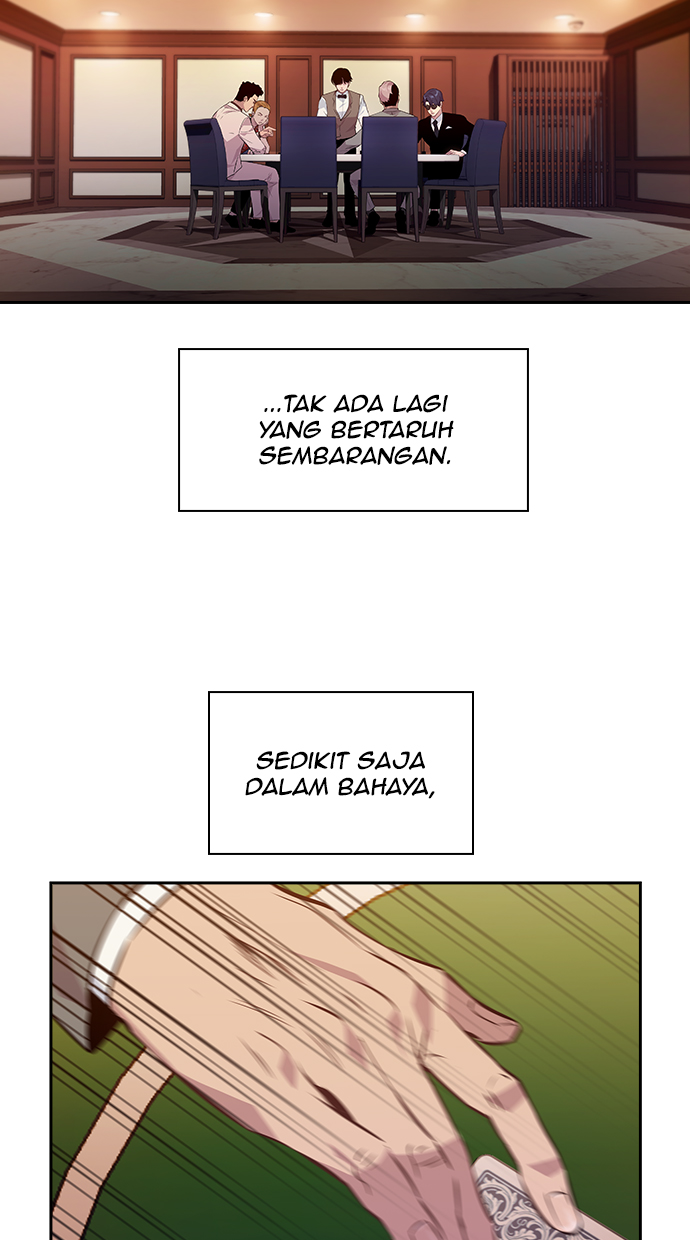 ...TAK ADA LAGI
YANG BERTARUH
SEMBARANGAN.
SEDIKIT SAJA
DALAM BAHAYA,